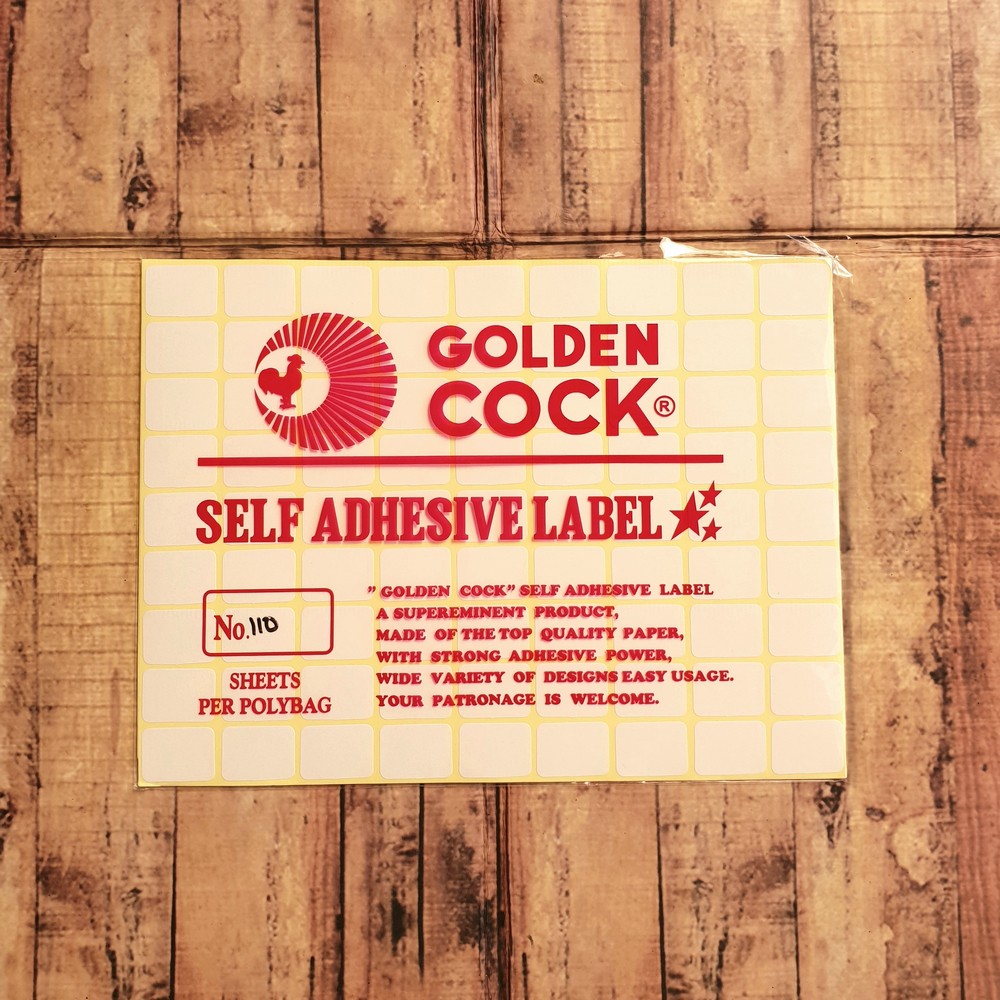 GOLDEN
COCK®
SELF ADHESIVE LABEL
No. 110
SHEETS
PER POLYBAG
" GOLDEN COCK" SELF ADHESIVE LABEL
A SUPEREMINENT PRODUCT,
MADE OF THE TOP QUALITY PAPER,
WITH STRONG ADHESIVE POWER,
WIDE VARIETY OF DESIGNS EASY USAGE.
YOUR PATRONAGE IS WELCOME.